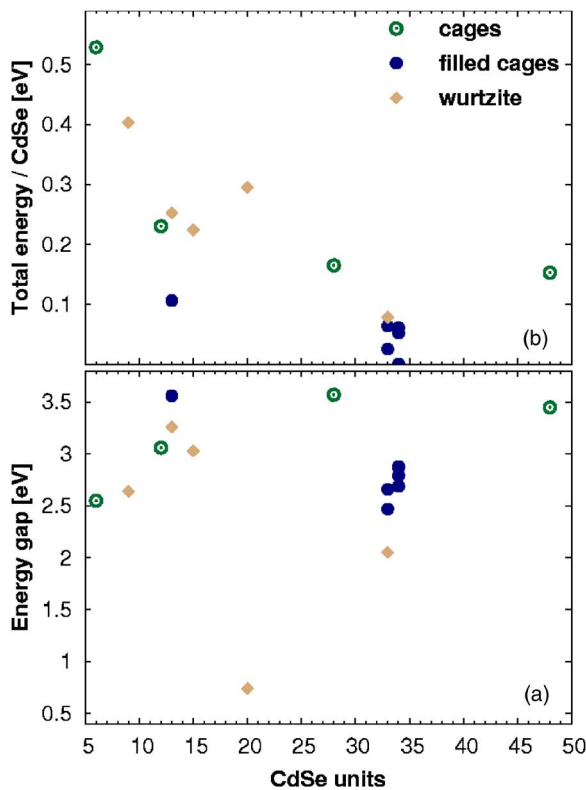 cages
filled cages
wurtzite
Total energy / CdSe [eV]
0.5
0.4
0.3
0.2
0.1
(b)
Energy gap [eV]
3.5
3
2.5
2
1.5
1
0.5
(a)
5 10 15 20 25 30 35 40 45 50
CdSe units